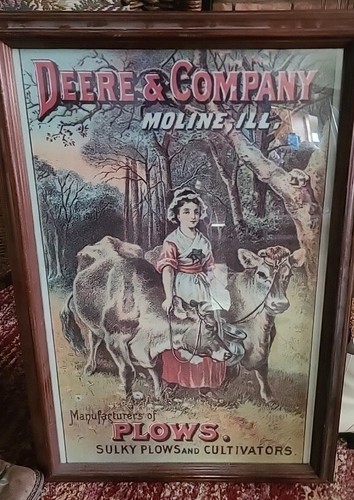 DEERE & COMPANY
MOLINE, ILL.
Manufacturers of
PLOWS.
SULKY PLOWS AND CULTIVATORS.